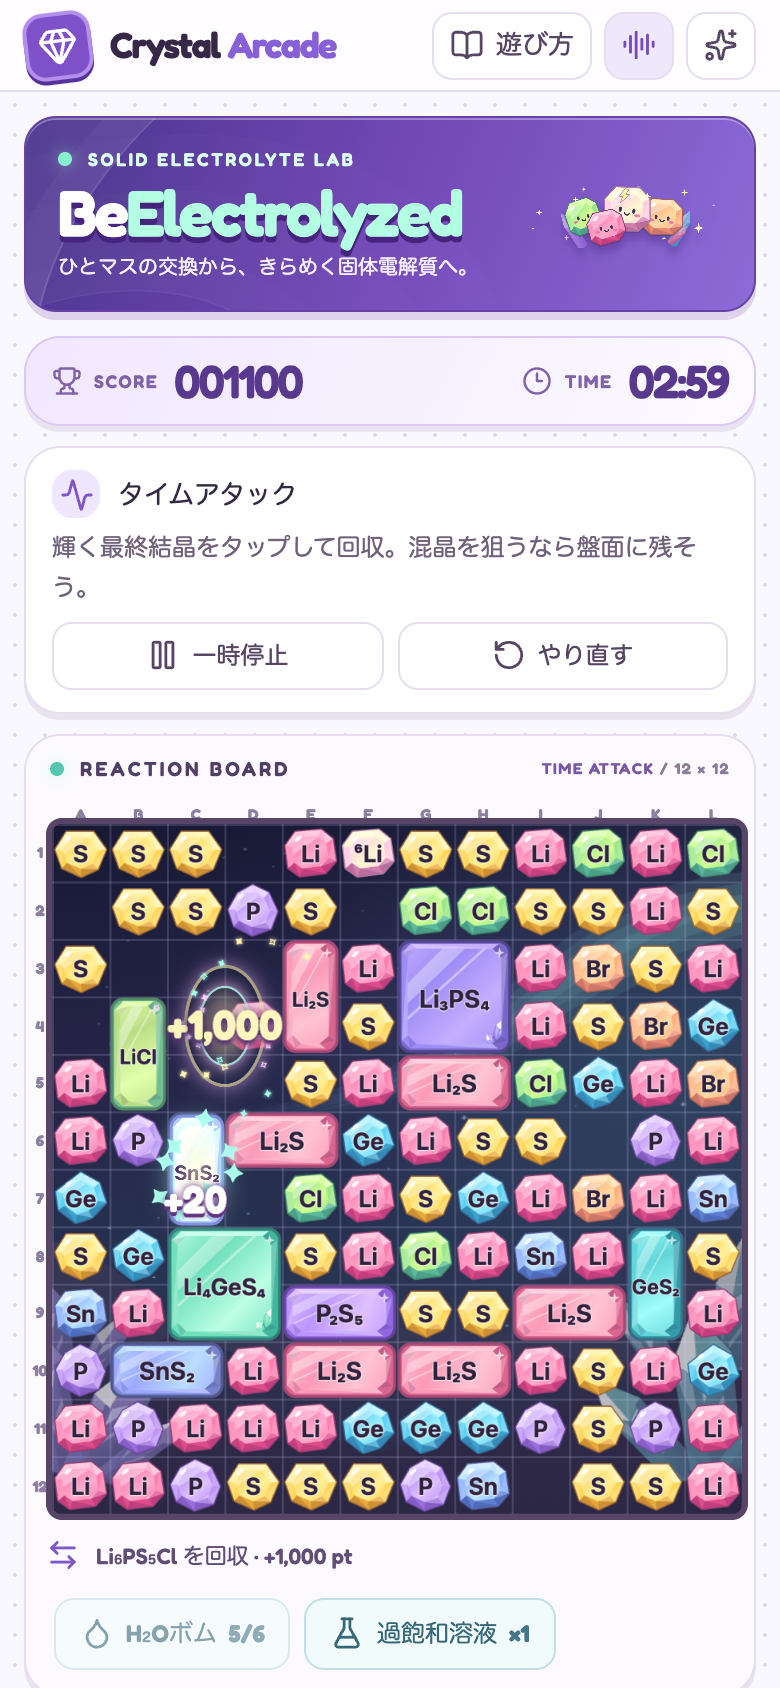 Crystal Arcade
遊び方
SOLID ELECTROLYTE LAB
BeElectrolyzed
ひとマスの交換から、きらめく固体電解質へ。
SCORE 001100
TIME 02:59
タイムアタック
輝く最終結晶をタップして回収。混晶を狙うなら盤面に残そ
う。
一時停止
やり直す
REACTION BOARD
TIME ATTACK / 12 × 12
A B C D E F G H I J K L
1 S S S Li ⁶Li S S Li Cl Li Cl
2 S S P S Cl Cl S S Li S
3 S Li₂S Li Li₃PS₄ Li Br S Li
4 LiCl +1,000 S Li S Br Ge
5 Li S Li Li₂S Cl Ge Li Br
6 Li P SnS₂ Li₂S Ge Li S S P Li
7 Ge +20 Cl Li S Ge Li Br Li Sn
8 S Ge Li₄GeS₄ S Li Cl Li Sn Li GeS₂ S
9 Sn Li P₂S₅ S S Li₂S Li
10 P SnS₂ Li Li₂S Li₂S Li S Li Ge
11 Li P Li Li Li Ge Ge Ge P S P Li
12 Li Li P S S S P Sn S S Li
Li₆PS₅Cl を回収 · +1,000 pt
H₂Oボム 5/6
過飽和溶液 ×1